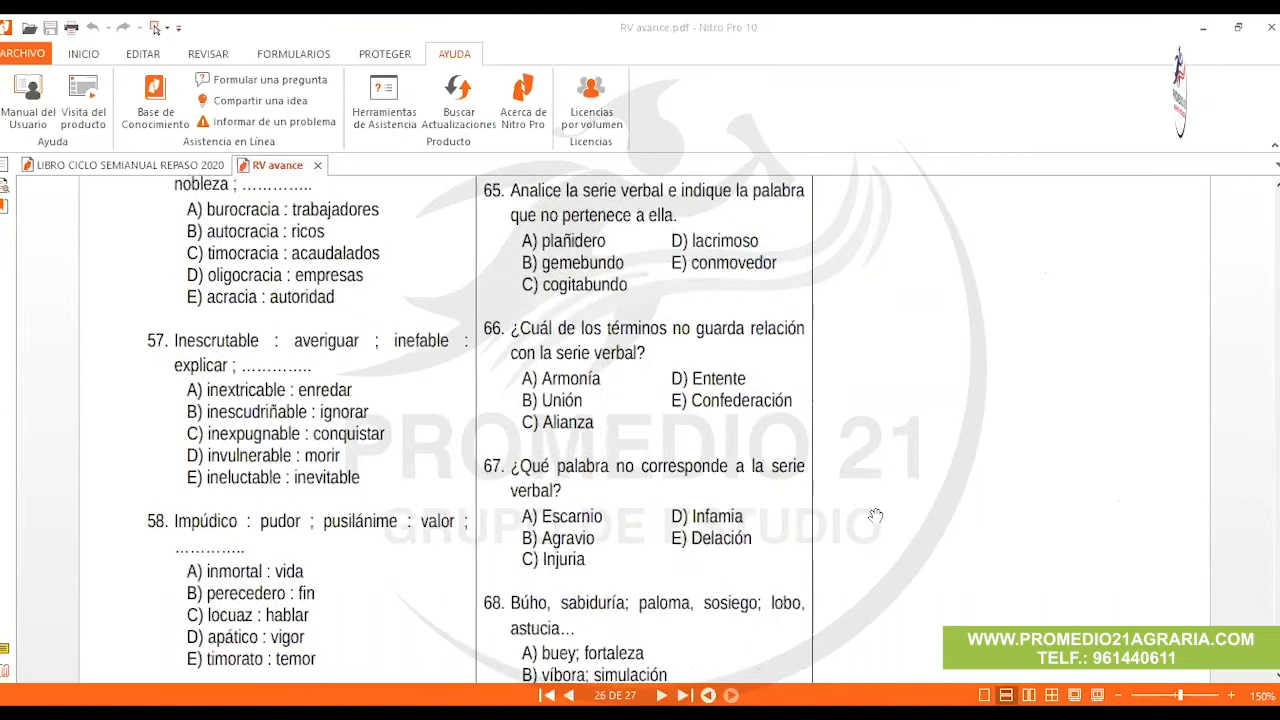 RV avance.pdf - Nitro Pro 10
ARCHIVO INICIO EDITAR REVISAR FORMULARIOS PROTEGER AYUDA
Manual del Usuario
Visita del producto
Ayuda
Base de Conocimiento
Formular una pregunta
Compartir una idea
Informar de un problema
Asistencia en Línea
Herramientas de Asistencia
Buscar Actualizaciones
Acerca de Nitro Pro
Producto
Licencias por volumen
Licencias
PROMEDIO 21
LIBRO CICLO SEMIANUAL REPASO 2020
RV avance
nobleza ; …………..
A) burocracia : trabajadores
B) autocracia : ricos
C) timocracia : acaudalados
D) oligocracia : empresas
E) acracia : autoridad
57. Inescrutable : averiguar ; inefable :
explicar ; …………..
A) inextricable : enredar
B) inescudriñable : ignorar
C) inexpugnable : conquistar
D) invulnerable : morir
E) ineluctable : inevitable
58. Impúdico : pudor ; pusilánime : valor ;
…………..
A) inmortal : vida
B) perecedero : fin
C) locuaz : hablar
D) apático : vigor
E) timorato : temor
65. Analice la serie verbal e indique la palabra
que no pertenece a ella.
A) plañidero D) lacrimoso
B) gemebundo E) conmovedor
C) cogitabundo
66. ¿Cuál de los términos no guarda relación
con la serie verbal?
A) Armonía D) Entente
B) Unión E) Confederación
C) Alianza
67. ¿Qué palabra no corresponde a la serie
verbal?
A) Escarnio D) Infamia
B) Agravio E) Delación
C) Injuria
68. Búho, sabiduría; paloma, sosiego; lobo,
astucia…
A) buey; fortaleza
B) víbora; simulación
PROMEDIO 21
GRUPO DE ESTUDIO
WWW.PROMEDIO21AGRARIA.COM
TELF.: 961440611
26 DE 27
150%